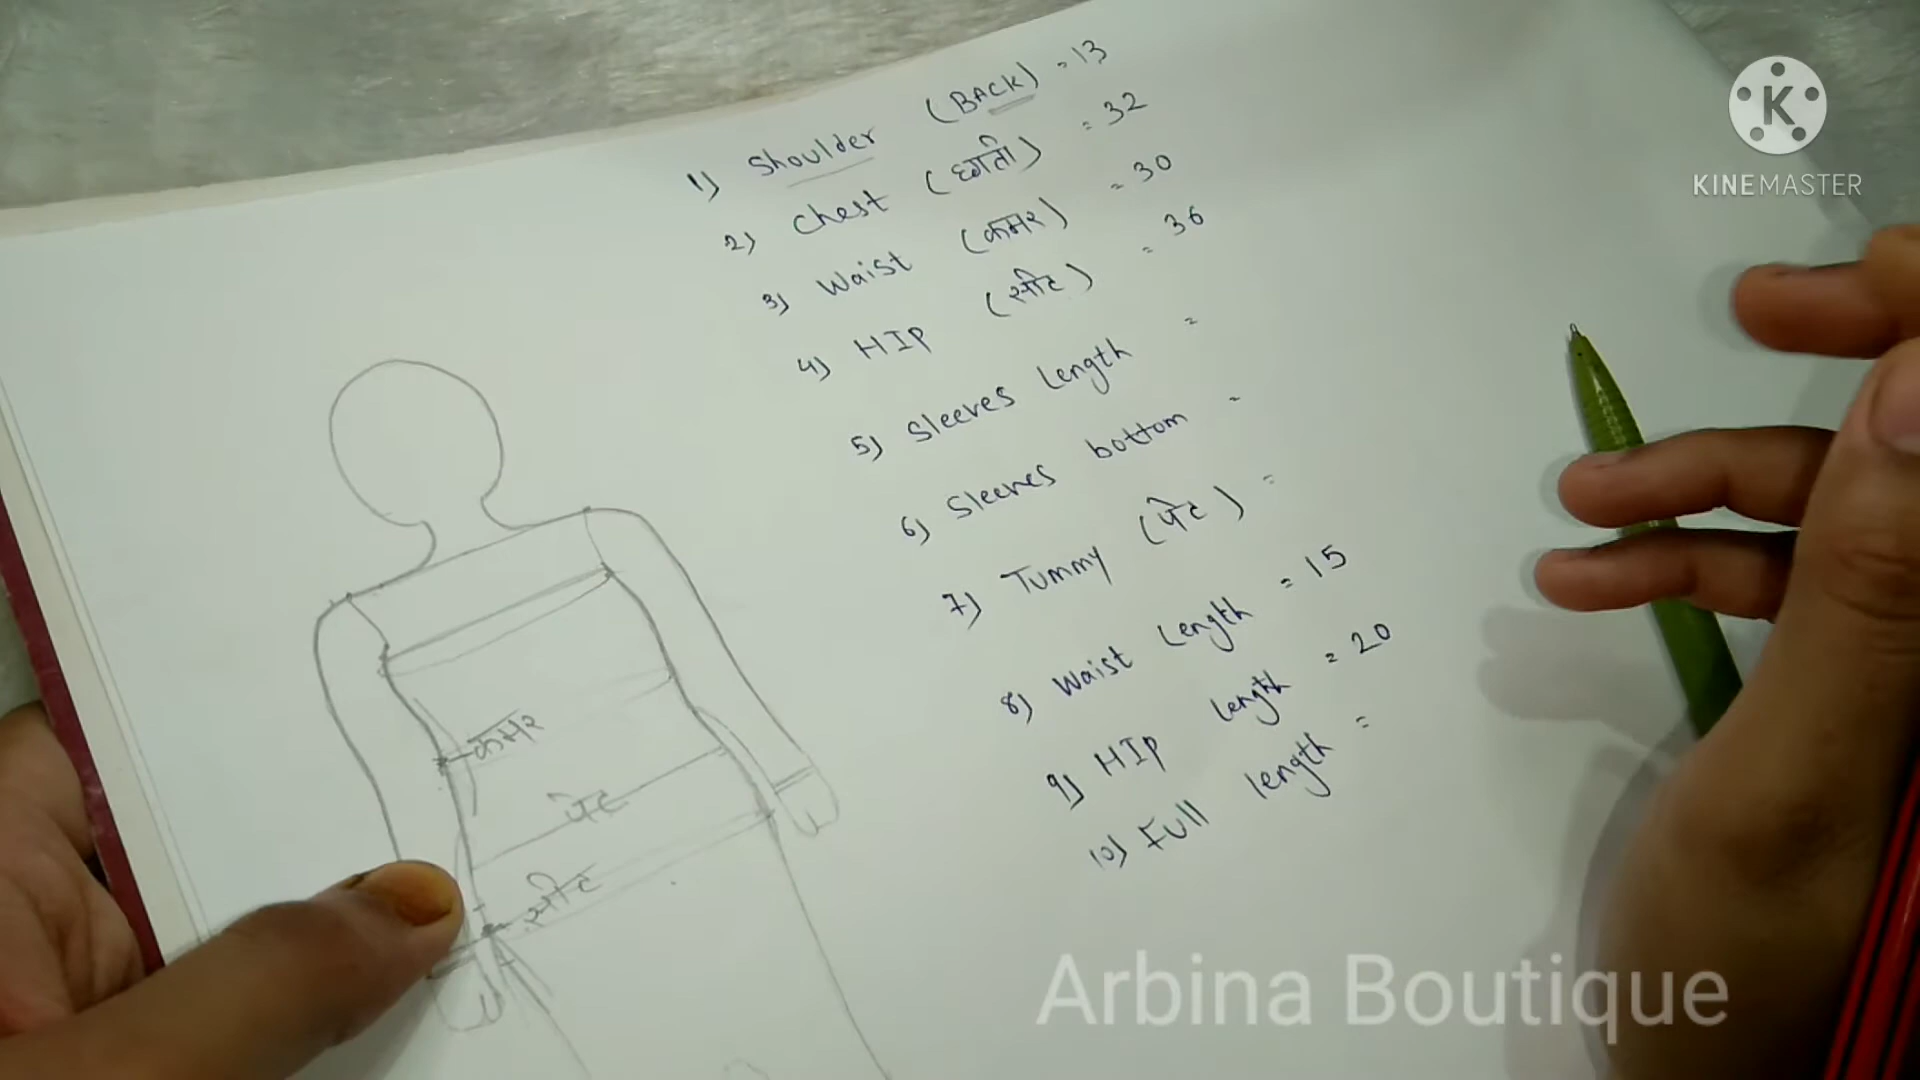 1) Shoulder (BACK) = 13
2) Chest (छाती) = 32
3) Waist (कमर) = 30
4) HIP (सीट) = 36
5) Sleeves Length =
6) Sleeves bottom =
7) Tummy (पेट) =
8) Waist Length = 15
9) HIP Length = 20
10) Full length =
कमर
पेट
सीट
K
KINEMASTER
Arbina Boutique